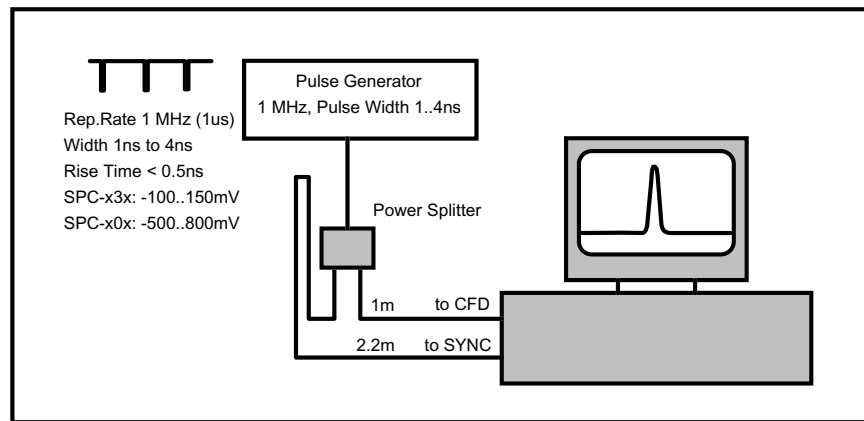 Pulse Generator
1 MHz, Pulse Width 1..4ns
Rep.Rate 1 MHz (1us)
Width 1ns to 4ns
Rise Time < 0.5ns
SPC-x3x: -100..150mV
SPC-x0x: -500..800mV
Power Splitter
1m to CFD
2.2m to SYNC